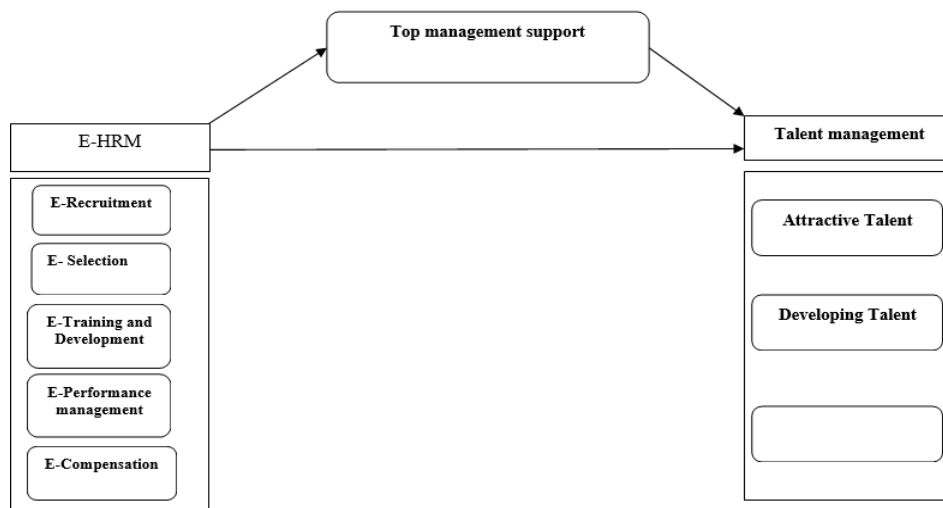 Top management support
E-HRM
Talent management
E-Recruitment
E- Selection
E-Training and
Development
E-Performance
management
E-Compensation
Attractive Talent
Developing Talent